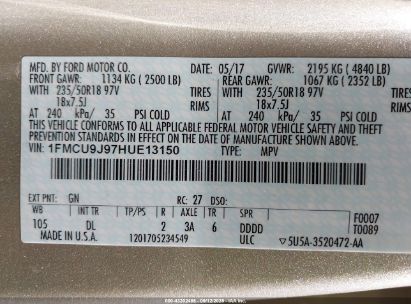 MFD. BY FORD MOTOR CO.
05/17 GVWR: 2195 KG ( 4840 LB)
FRONT GAWR: 1134 KG ( 2500 LB) REAR GAWR: 1067 KG ( 2352 LB)
WITH 235/50R18 97V TIRES WITH 235/50R18 97V TIRES
18x7.5J RIMS 18x7.5J RIMS
AT 240 kPa/ 35 PSI COLD AT 240 kPa/ 35 PSI COLD
THIS VEHICLE CONFORMS TO ALL APPLICABLE FEDERAL
MOTOR VEHICLE SAFETY AND BUMPER STANDARDS, AND THEFT
PREVENTION STANDARDS IN EFFECT ON THE DATE OF MANUFACTURE SHOWN ABOVE.
VIN: 1FMCU9J97HUE13150 TYPE: MPV
EXT PNT: GN RC: 27 DSO:
WB INT TR TP/PS R AXLE TR SPR F0007
105 DL 2 3A 6 DDDD T0089
MADE IN U.S.A. 1201705234549 ULC 5U5A-3520472-AA